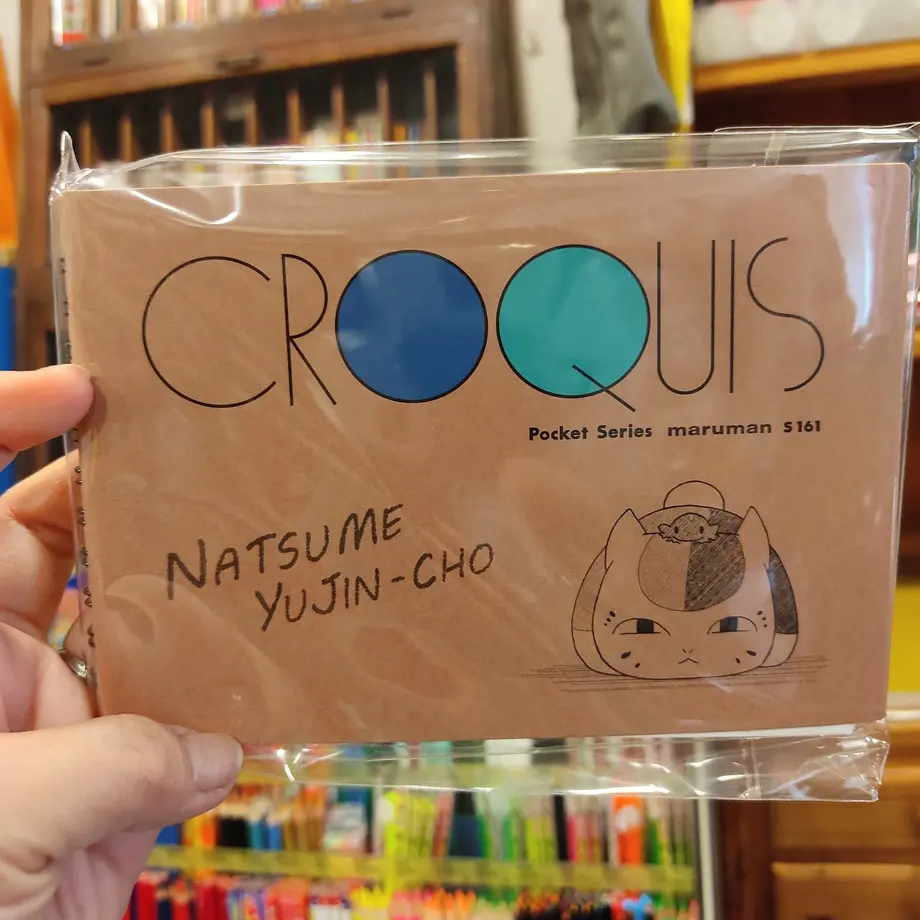 CROQUIS
Pocket Series maruman S161
NATSUME
YUJIN-CHO